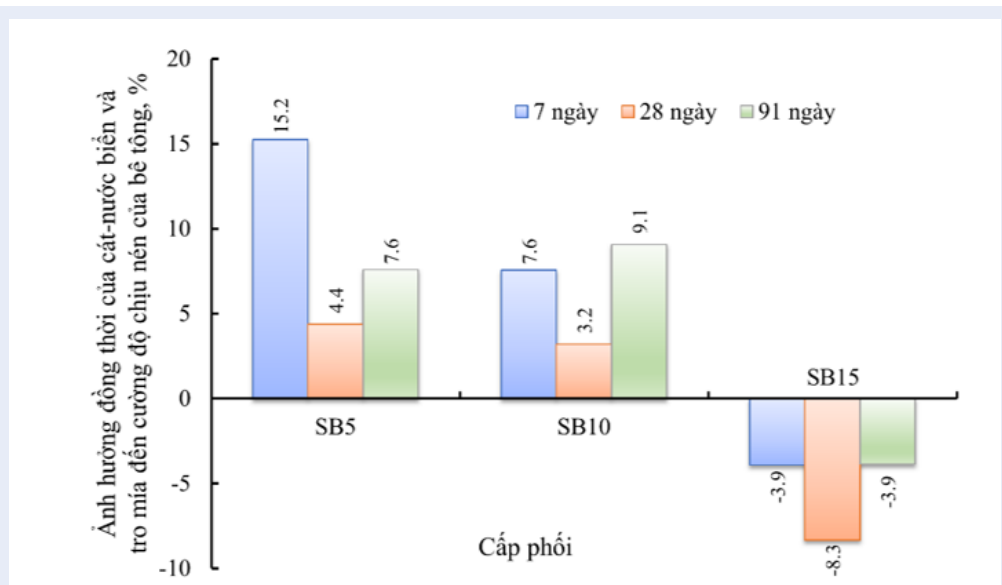 Ảnh hưởng đồng thời của cát-nước biển và
tro mía đến cường độ chịu nén của bê tông, %
20
15
10
5
0
-5
-10
7 ngày 28 ngày 91 ngày
15.2
4.4
7.6
7.6
3.2
9.1
-3.9
-8.3
-3.9
SB5
SB10
SB15
Cấp phối